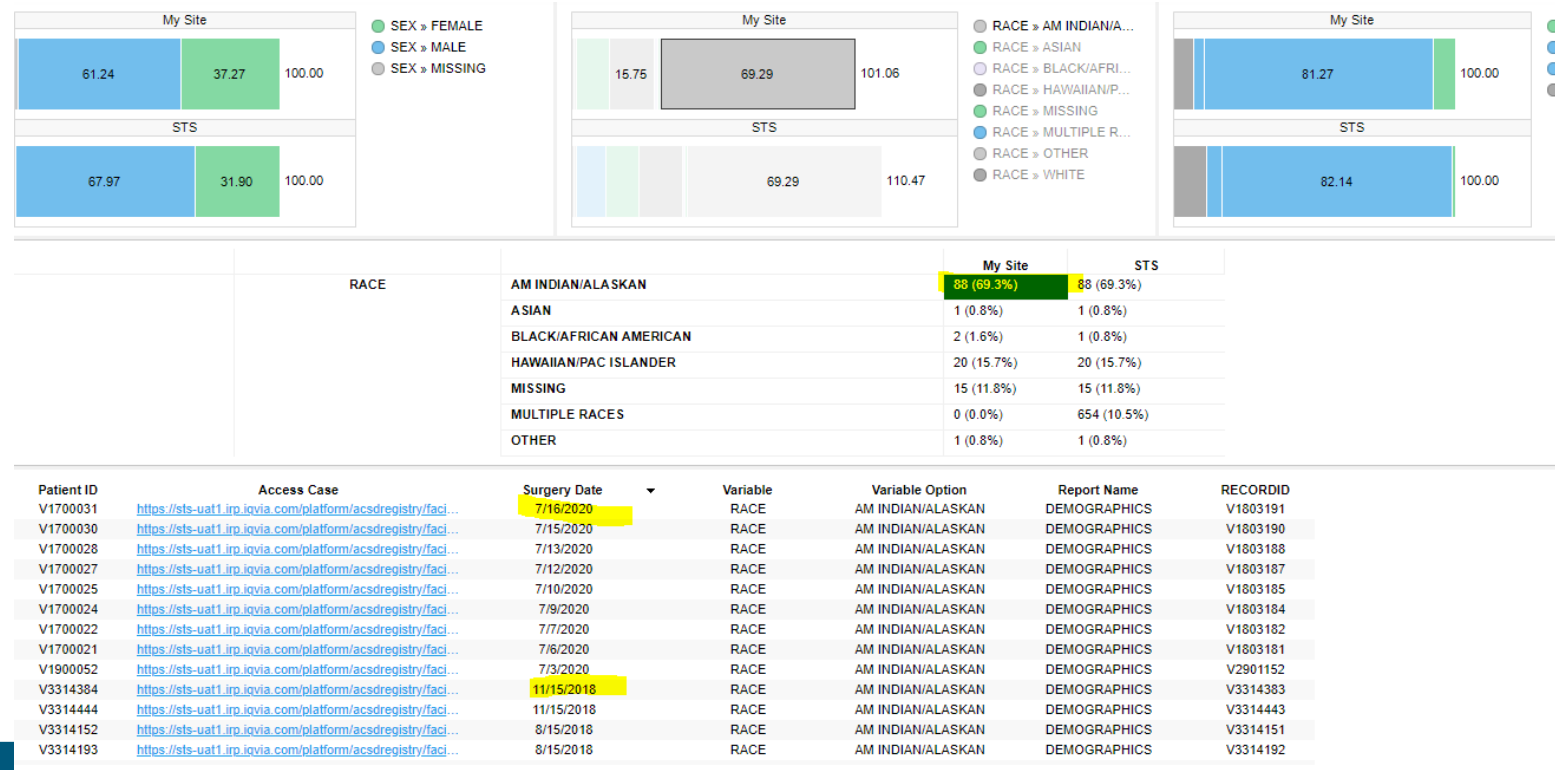 My Site
61.24 37.27 100.00
STS
67.97 31.90 100.00
SEX » FEMALE
SEX » MALE
SEX » MISSING
My Site
15.75 69.29 101.06
STS
69.29 110.47
RACE » AM INDIAN/A...
RACE » ASIAN
RACE » BLACK/AFRI...
RACE » HAWAIIAN/P...
RACE » MISSING
RACE » MULTIPLE R...
RACE » OTHER
RACE » WHITE
My Site
81.27 100.00
STS
82.14 100.00
My Site STS
RACE AM INDIAN/ALASKAN 88 (69.3%) 88 (69.3%)
ASIAN 1 (0.8%) 1 (0.8%)
BLACK/AFRICAN AMERICAN 2 (1.6%) 1 (0.8%)
HAWAIIAN/PAC ISLANDER 20 (15.7%) 20 (15.7%)
MISSING 15 (11.8%) 15 (11.8%)
MULTIPLE RACES 0 (0.0%) 654 (10.5%)
OTHER 1 (0.8%) 1 (0.8%)
Patient ID Access Case Surgery Date Variable Variable Option Report Name RECORDID
V1700031 https://sts-uat1.irp.iqvia.com/platform/acsdregistry/faci... 7/16/2020 RACE AM INDIAN/ALASKAN DEMOGRAPHICS V1803191
V1700030 https://sts-uat1.irp.iqvia.com/platform/acsdregistry/faci... 7/15/2020 RACE AM INDIAN/ALASKAN DEMOGRAPHICS V1803190
V1700028 https://sts-uat1.irp.iqvia.com/platform/acsdregistry/faci... 7/13/2020 RACE AM INDIAN/ALASKAN DEMOGRAPHICS V1803188
V1700027 https://sts-uat1.irp.iqvia.com/platform/acsdregistry/faci... 7/12/2020 RACE AM INDIAN/ALASKAN DEMOGRAPHICS V1803187
V1700025 https://sts-uat1.irp.iqvia.com/platform/acsdregistry/faci... 7/10/2020 RACE AM INDIAN/ALASKAN DEMOGRAPHICS V1803185
V1700024 https://sts-uat1.irp.iqvia.com/platform/acsdregistry/faci... 7/9/2020 RACE AM INDIAN/ALASKAN DEMOGRAPHICS V1803184
V1700022 https://sts-uat1.irp.iqvia.com/platform/acsdregistry/faci... 7/7/2020 RACE AM INDIAN/ALASKAN DEMOGRAPHICS V1803182
V1700021 https://sts-uat1.irp.iqvia.com/platform/acsdregistry/faci... 7/6/2020 RACE AM INDIAN/ALASKAN DEMOGRAPHICS V1803181
V1900052 https://sts-uat1.irp.iqvia.com/platform/acsdregistry/faci... 7/3/2020 RACE AM INDIAN/ALASKAN DEMOGRAPHICS V2901152
V3314384 https://sts-uat1.irp.iqvia.com/platform/acsdregistry/faci... 11/15/2018 RACE AM INDIAN/ALASKAN DEMOGRAPHICS V3314383
V3314444 https://sts-uat1.irp.iqvia.com/platform/acsdregistry/faci... 11/15/2018 RACE AM INDIAN/ALASKAN DEMOGRAPHICS V3314443
V3314152 https://sts-uat1.irp.iqvia.com/platform/acsdregistry/faci... 8/15/2018 RACE AM INDIAN/ALASKAN DEMOGRAPHICS V3314151
V3314193 https://sts-uat1.irp.iqvia.com/platform/acsdregistry/faci... 8/15/2018 RACE AM INDIAN/ALASKAN DEMOGRAPHICS V3314192